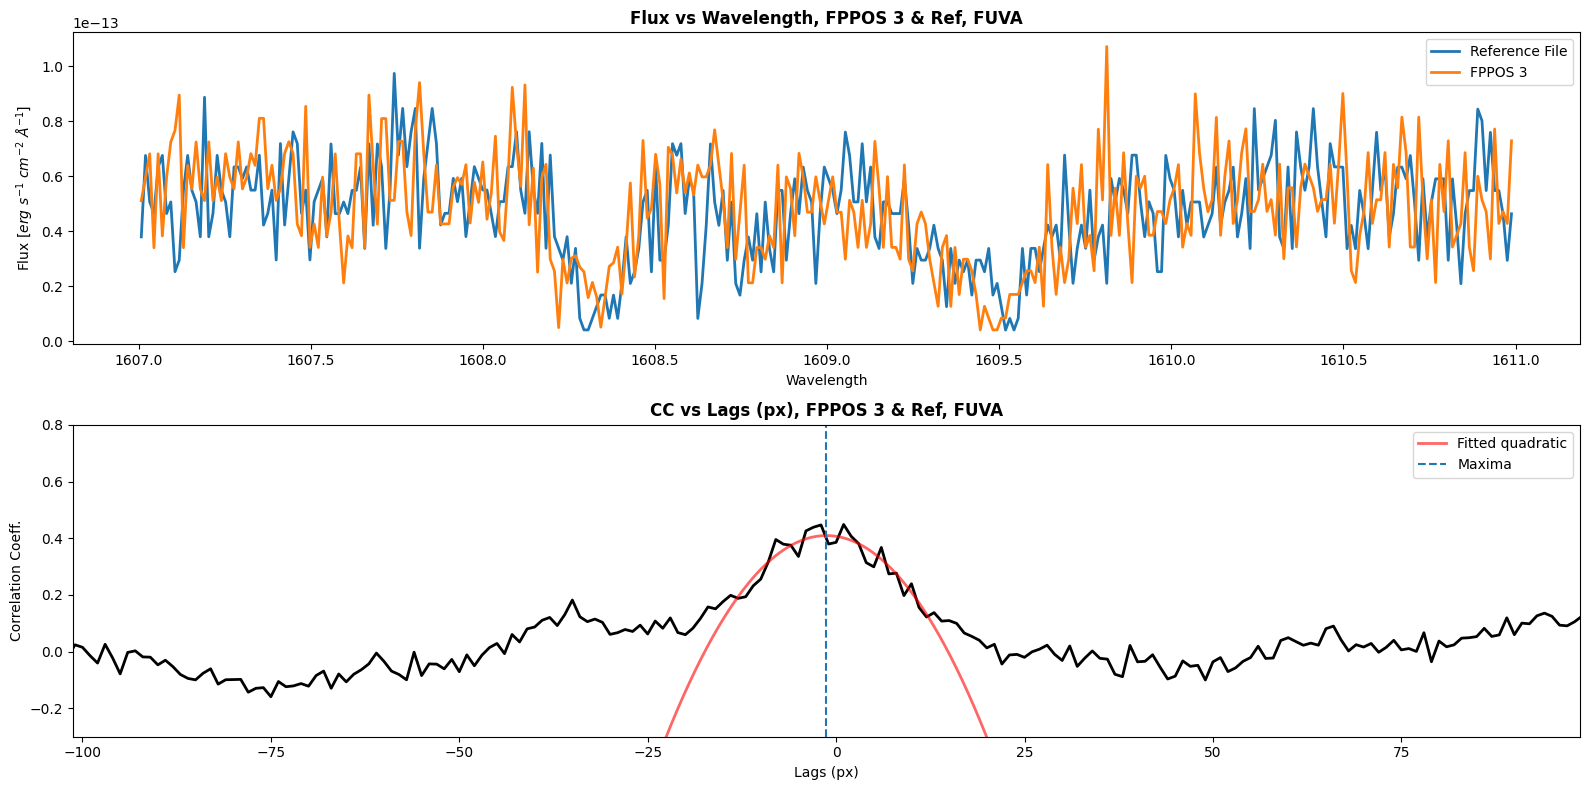 Flux vs Wavelength, FPPOS 3 & Ref, FUVA
1e−13
Reference File
FPPOS 3
Flux [erg s⁻¹ cm⁻² Å⁻¹]
1.0
0.8
0.6
0.4
0.2
0.0
1607.0 1607.5 1608.0 1608.5 1609.0 1609.5 1610.0 1610.5 1611.0
Wavelength
CC vs Lags (px), FPPOS 3 & Ref, FUVA
Fitted quadratic
Maxima
Correlation Coeff.
0.8
0.6
0.4
0.2
0.0
−0.2
−100 −75 −50 −25 0 25 50 75
Lags (px)